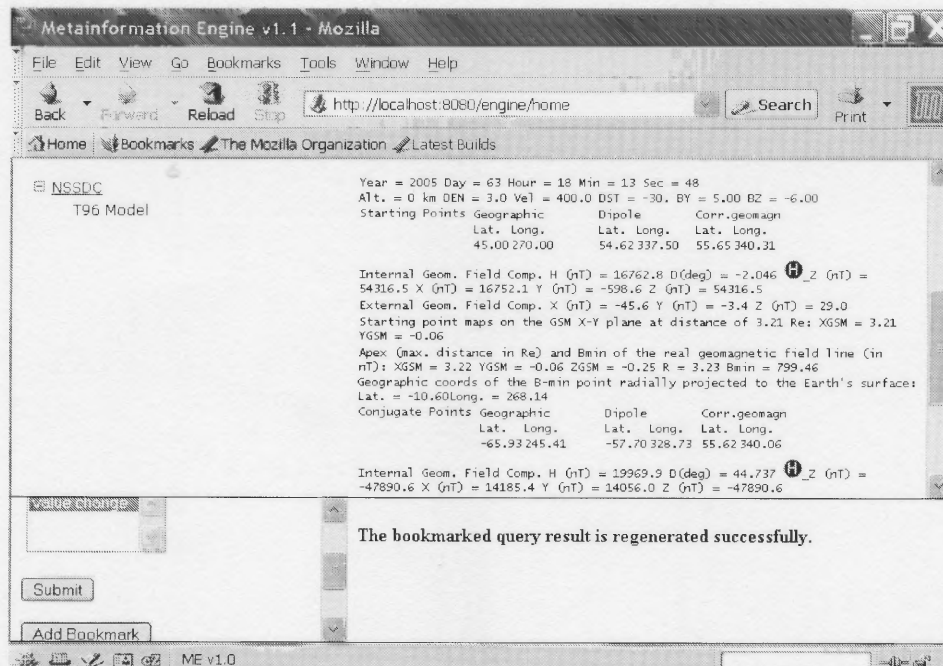 Metainformation Engine v1.1 - Mozilla
File Edit View Go Bookmarks Tools Window Help
Back Forward Reload Stop http://localhost:8080/engine/home Search Print
Home Bookmarks The Mozilla Organization Latest Builds
NSSDC
T96 Model
Year = 2005 Day = 63 Hour = 18 Min = 13 Sec = 48
Alt. = 0 km DEN = 3.0 Vel = 400.0 DST = -30. BY = 5.00 BZ = -6.00
Starting Points Geographic Dipole Corr.geomagn
Lat. Long. Lat. Long. Lat. Long.
45.00 270.00 54.62 337.50 55.65 340.31
Internal Geom. Field Comp. H (nT) = 16762.8 D(deg) = -2.046 H_Z (nT) =
54316.5 X (nT) = 16752.1 Y (nT) = -598.6 Z (nT) = 54316.5
External Geom. Field Comp. X (nT) = -45.6 Y (nT) = -3.4 Z (nT) = 29.0
Starting point maps on the GSM X-Y plane at distance of 3.21 Re: XGSM = 3.21
YGSM = -0.06
Apex (max. distance in Re) and Bmin of the real geomagnetic field line (in
nT): XGSM = 3.22 YGSM = -0.06 ZGSM = -0.25 R = 3.23 Bmin = 799.46
Geographic coords of the B-min point radially projected to the Earth's surface:
Lat. = -10.60Long. = 268.14
Conjugate Points Geographic Dipole Corr.geomagn
Lat. Long. Lat. Long. Lat. Long.
-65.93 245.41 -57.70 328.73 55.62 340.06
Internal Geom. Field Comp. H (nT) = 19969.9 D(deg) = 44.737 H_Z (nT) =
-47890.6 X (nT) = 14185.4 Y (nT) = 14056.0 Z (nT) = -47890.6
value change
Submit
Add Bookmark
The bookmarked query result is regenerated successfully.
ME v1.0